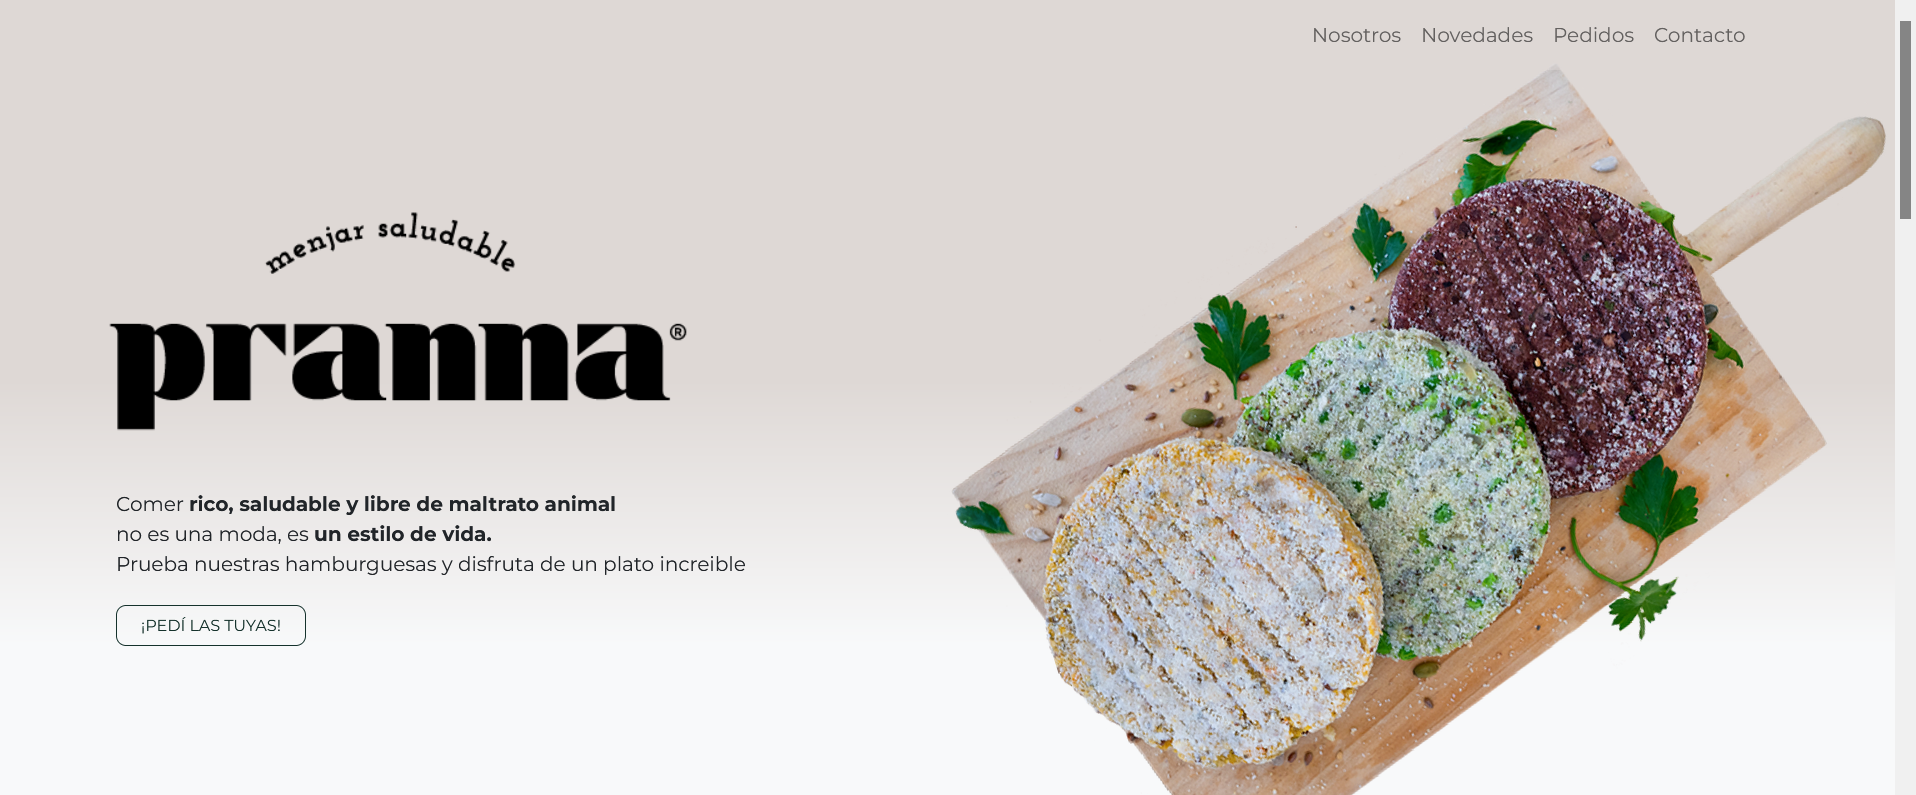 Nosotros Novedades Pedidos Contacto
menjar saludable
pranna®
Comer rico, saludable y libre de maltrato animal
no es una moda, es un estilo de vida.
Prueba nuestras hamburguesas y disfruta de un plato increible
¡PEDÍ LAS TUYAS!